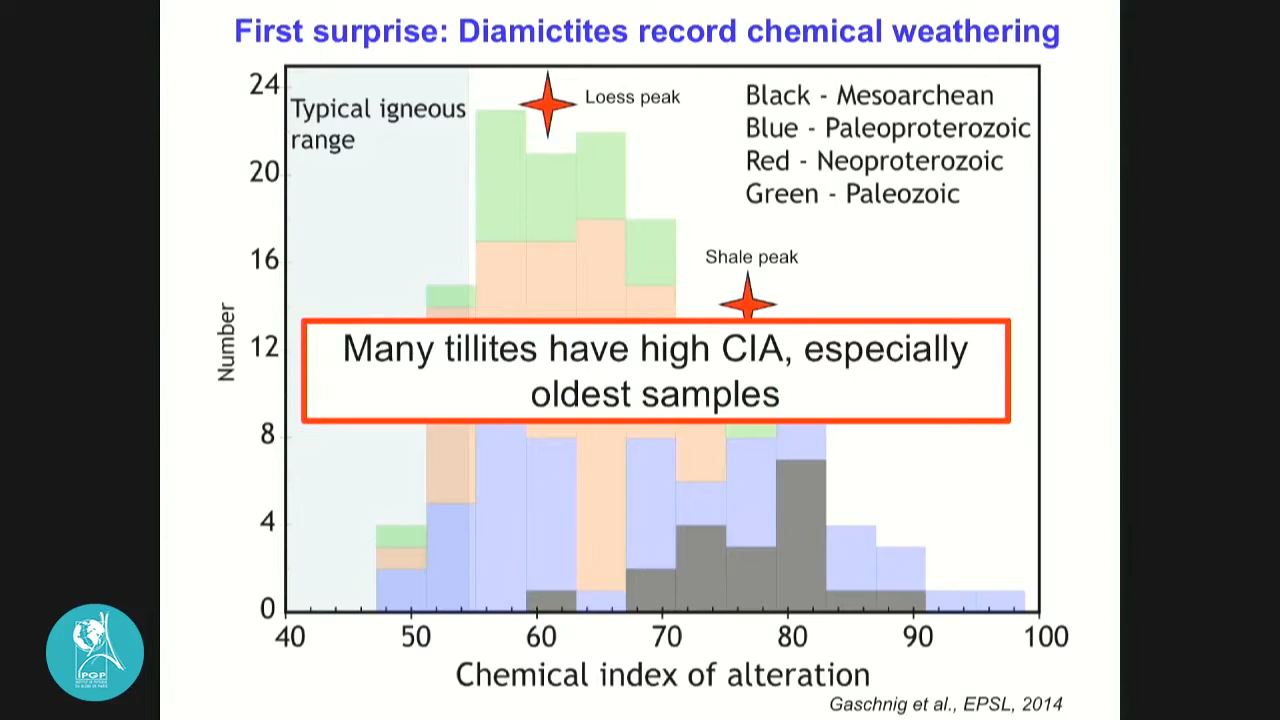 First surprise: Diamictites record chemical weathering
24
20
16
12
8
4
0
Number
Typical igneous
range
Loess peak
Black - Mesoarchean
Blue - Paleoproterozoic
Red - Neoproterozoic
Green - Paleozoic
Shale peak
Many tillites have high CIA, especially
oldest samples
40 50 60 70 80 90 100
Chemical index of alteration
Gaschnig et al., EPSL, 2014
IPGP